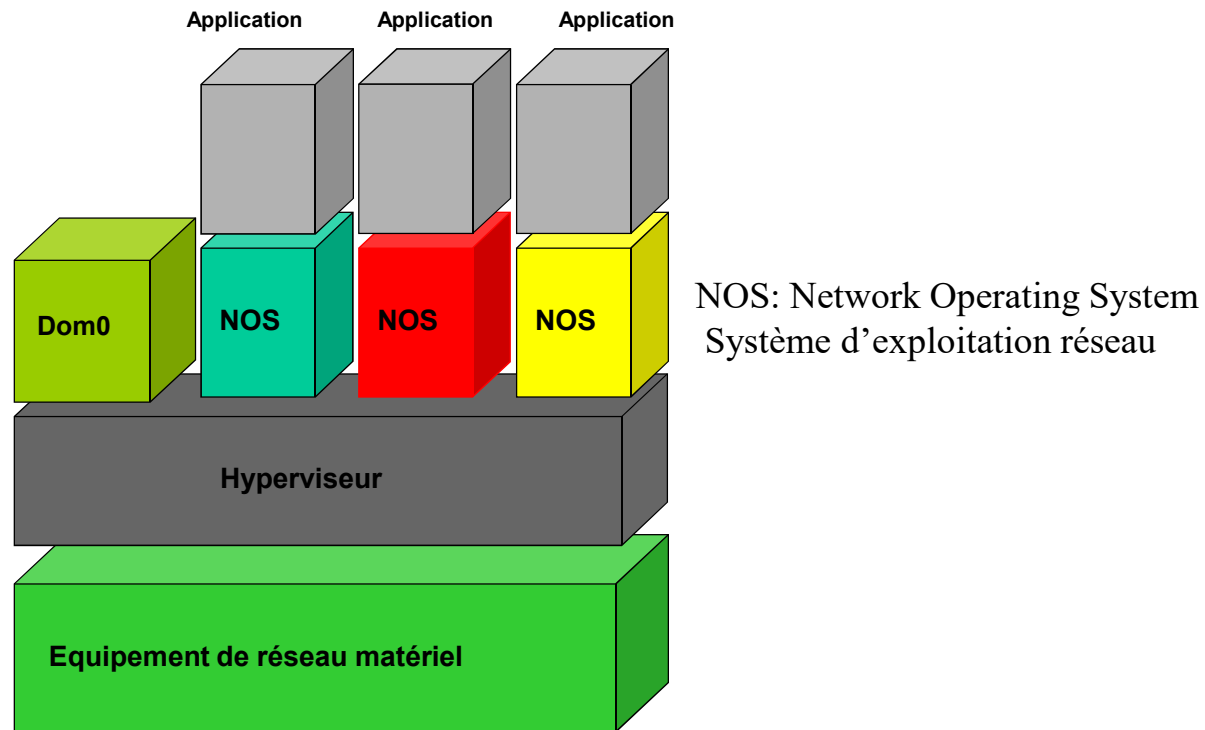 Application Application Application
Dom0 NOS NOS NOS
NOS: Network Operating System
Système d’exploitation réseau
Hyperviseur
Equipement de réseau matériel